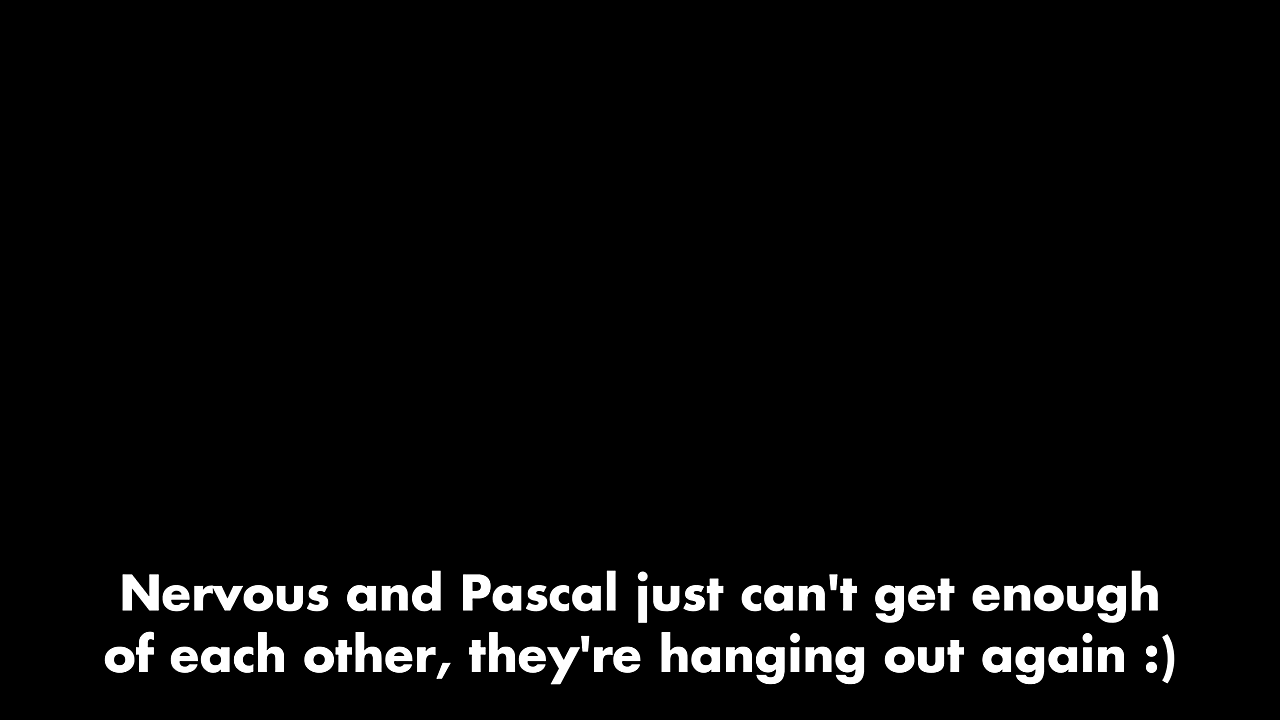 Nervous and Pascal just can't get enough
of each other, they're hanging out again :)